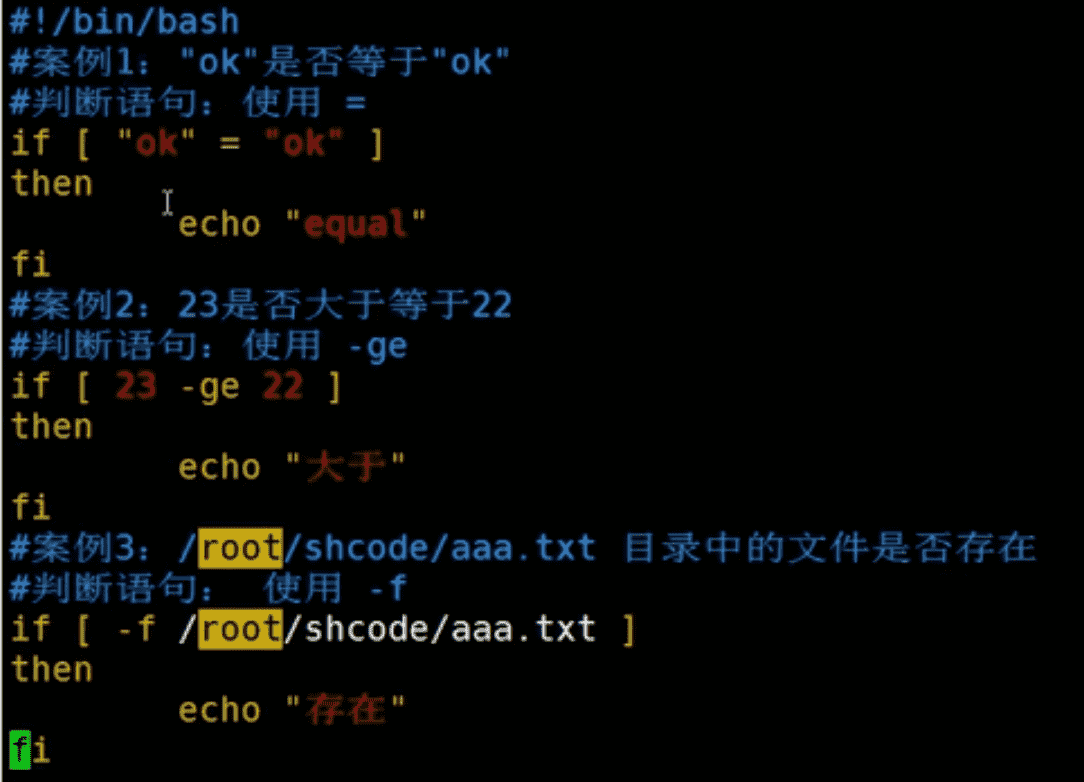 #!/bin/bash
#案例1："ok"是否等于"ok"
#判断语句：使用 =
if [ "ok" = "ok" ]
then
        echo "equal"
fi
#案例2：23是否大于等于22
#判断语句：使用 -ge
if [ 23 -ge 22 ]
then
        echo "大于"
fi
#案例3：/root/shcode/aaa.txt 目录中的文件是否存在
#判断语句： 使用 -f
if [ -f /root/shcode/aaa.txt ]
then
        echo "存在"
fi